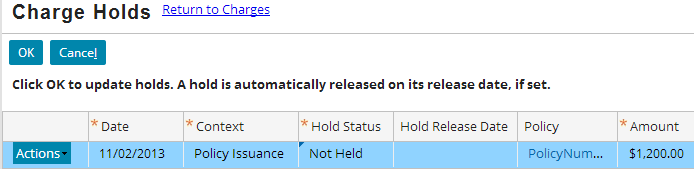 Charge Holds Return to Charges
OK Cancel
Click OK to update holds. A hold is automatically released on its release date, if set.
* Date * Context * Hold Status Hold Release Date Policy * Amount
Actions 11/02/2013 Policy Issuance Not Held PolicyNum... $1,200.00